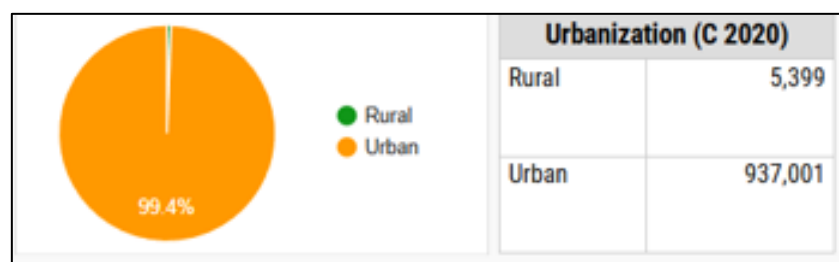 99.4%
Rural
Urban
Urbanization (C 2020)
Rural 5,399
Urban 937,001